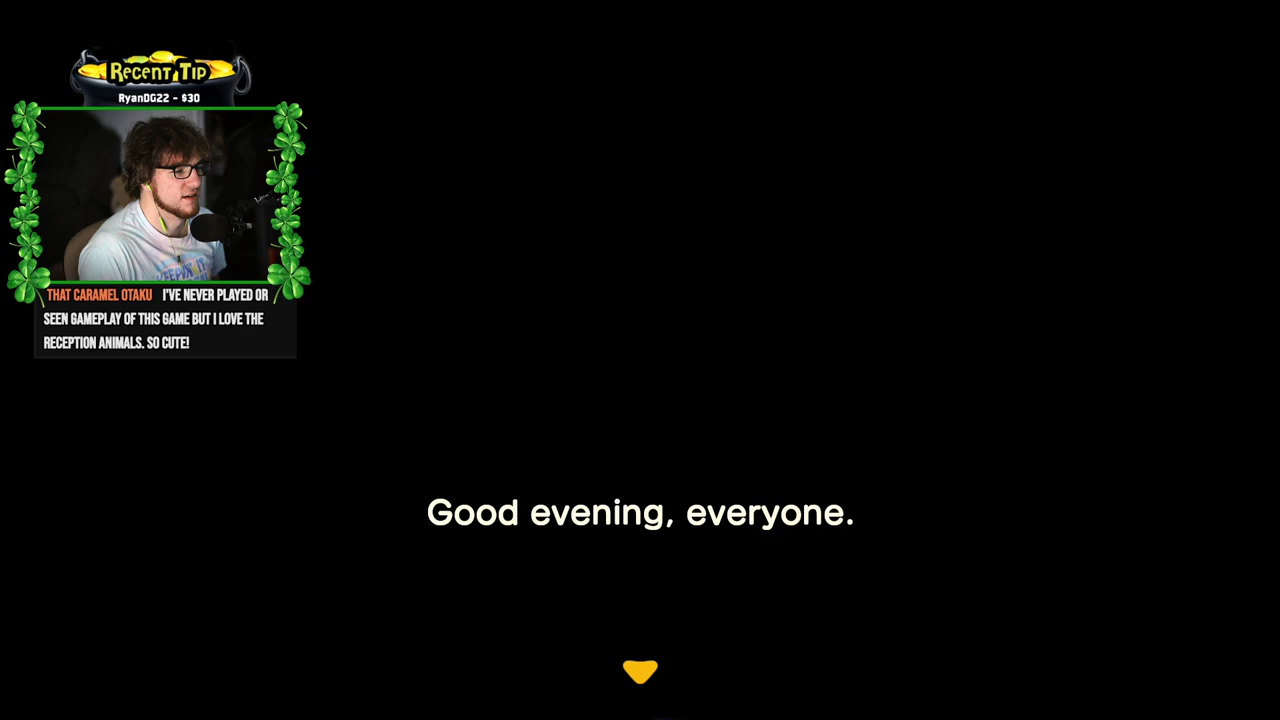 Recent Tip
RyanDG22 - $30
THAT CARAMEL OTAKU I'VE NEVER PLAYED OR
SEEN GAMEPLAY OF THIS GAME BUT I LOVE THE
RECEPTION ANIMALS. SO CUTE!
Good evening, everyone.